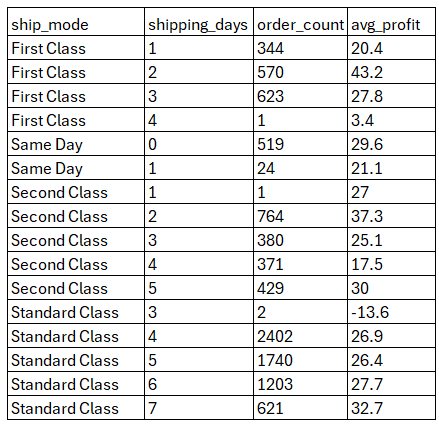 ship_mode shipping_days order_count avg_profit
First Class 1 344 20.4
First Class 2 570 43.2
First Class 3 623 27.8
First Class 4 1 3.4
Same Day 0 519 29.6
Same Day 1 24 21.1
Second Class 1 1 27
Second Class 2 764 37.3
Second Class 3 380 25.1
Second Class 4 371 17.5
Second Class 5 429 30
Standard Class 3 2 -13.6
Standard Class 4 2402 26.9
Standard Class 5 1740 26.4
Standard Class 6 1203 27.7
Standard Class 7 621 32.7